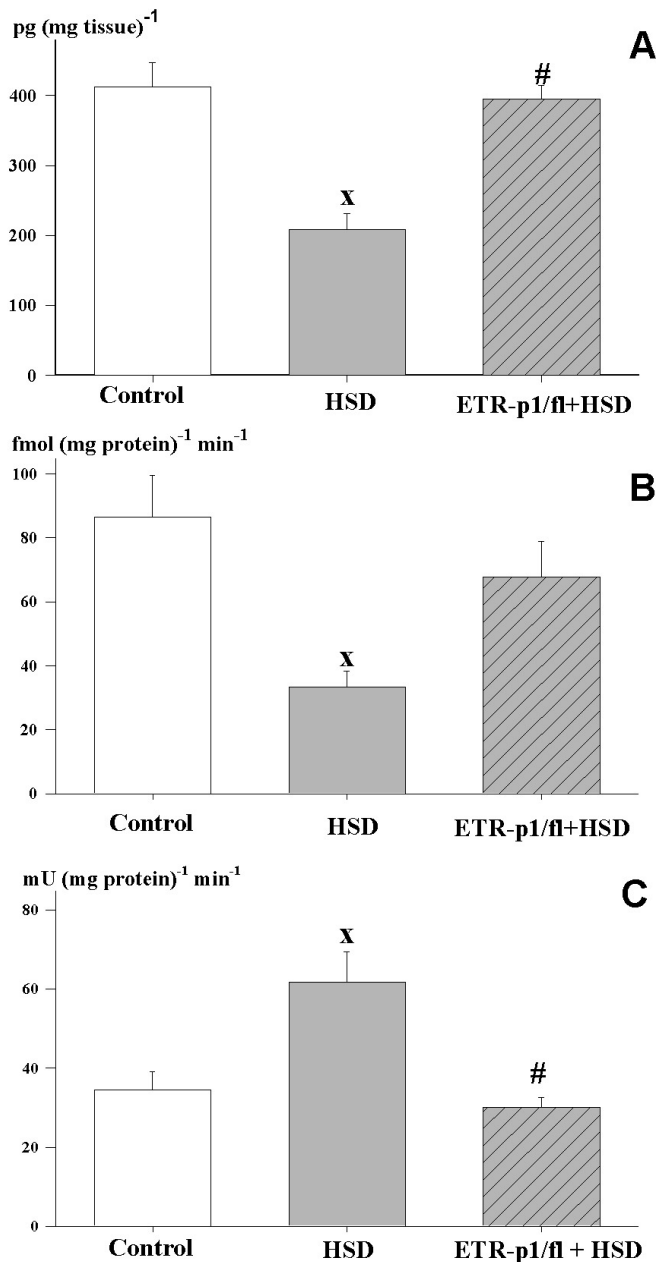 pg (mg tissue)⁻¹
A
400
300
200
100
0
x
#
Control HSD ETR-p1/fl+HSD
fmol (mg protein)⁻¹ min⁻¹
B
100
80
60
40
20
0
x
Control HSD ETR-p1/fl+HSD
mU (mg protein)⁻¹ min⁻¹
C
80
60
40
20
0
x
#
Control HSD ETR-p1/fl + HSD